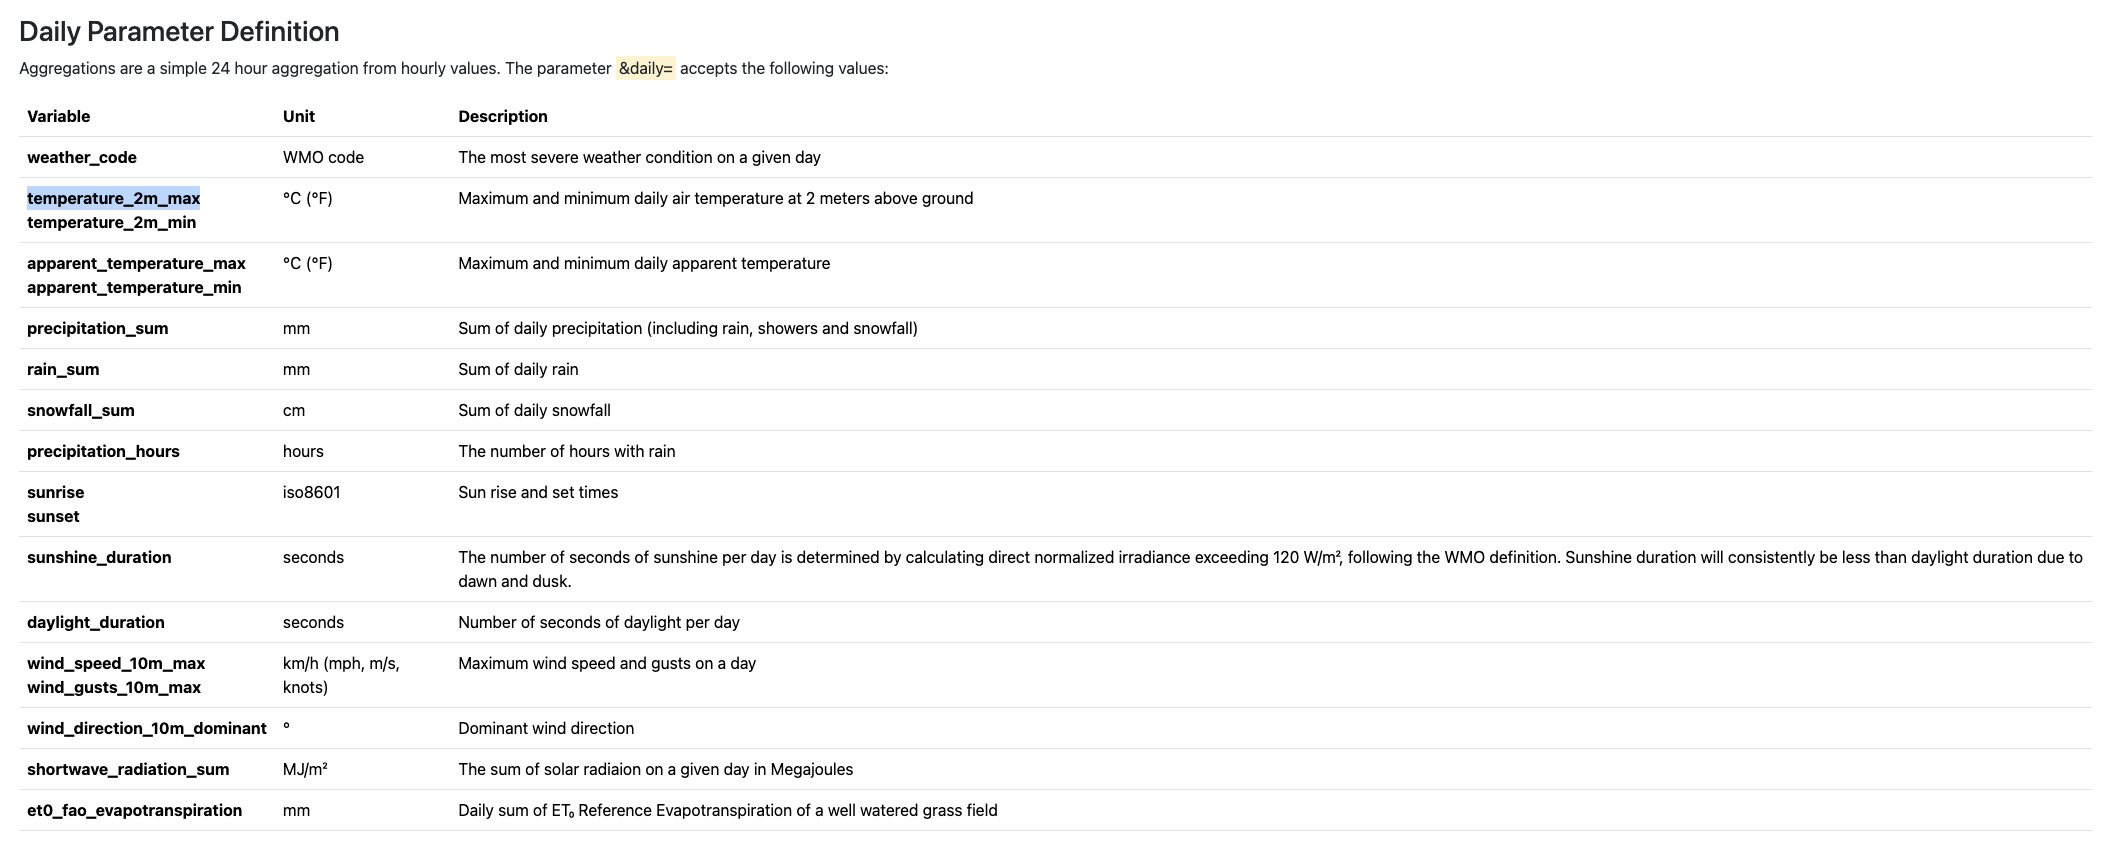 Daily Parameter Definition
Aggregations are a simple 24 hour aggregation from hourly values. The parameter &daily= accepts the following values:
Variable Unit Description
weather_code WMO code The most severe weather condition on a given day
temperature_2m_max °C (°F) Maximum and minimum daily air temperature at 2 meters above ground
temperature_2m_min
apparent_temperature_max °C (°F) Maximum and minimum daily apparent temperature
apparent_temperature_min
precipitation_sum mm Sum of daily precipitation (including rain, showers and snowfall)
rain_sum mm Sum of daily rain
snowfall_sum cm Sum of daily snowfall
precipitation_hours hours The number of hours with rain
sunrise iso8601 Sun rise and set times
sunset
sunshine_duration seconds The number of seconds of sunshine per day is determined by calculating direct normalized irradiance exceeding 120 W/m², following the WMO definition. Sunshine duration will consistently be less than daylight duration due to
dawn and dusk.
daylight_duration seconds Number of seconds of daylight per day
wind_speed_10m_max km/h (mph, m/s, Maximum wind speed and gusts on a day
wind_gusts_10m_max knots)
wind_direction_10m_dominant ° Dominant wind direction
shortwave_radiation_sum MJ/m² The sum of solar radiaion on a given day in Megajoules
et0_fao_evapotranspiration mm Daily sum of ET₀ Reference Evapotranspiration of a well watered grass field